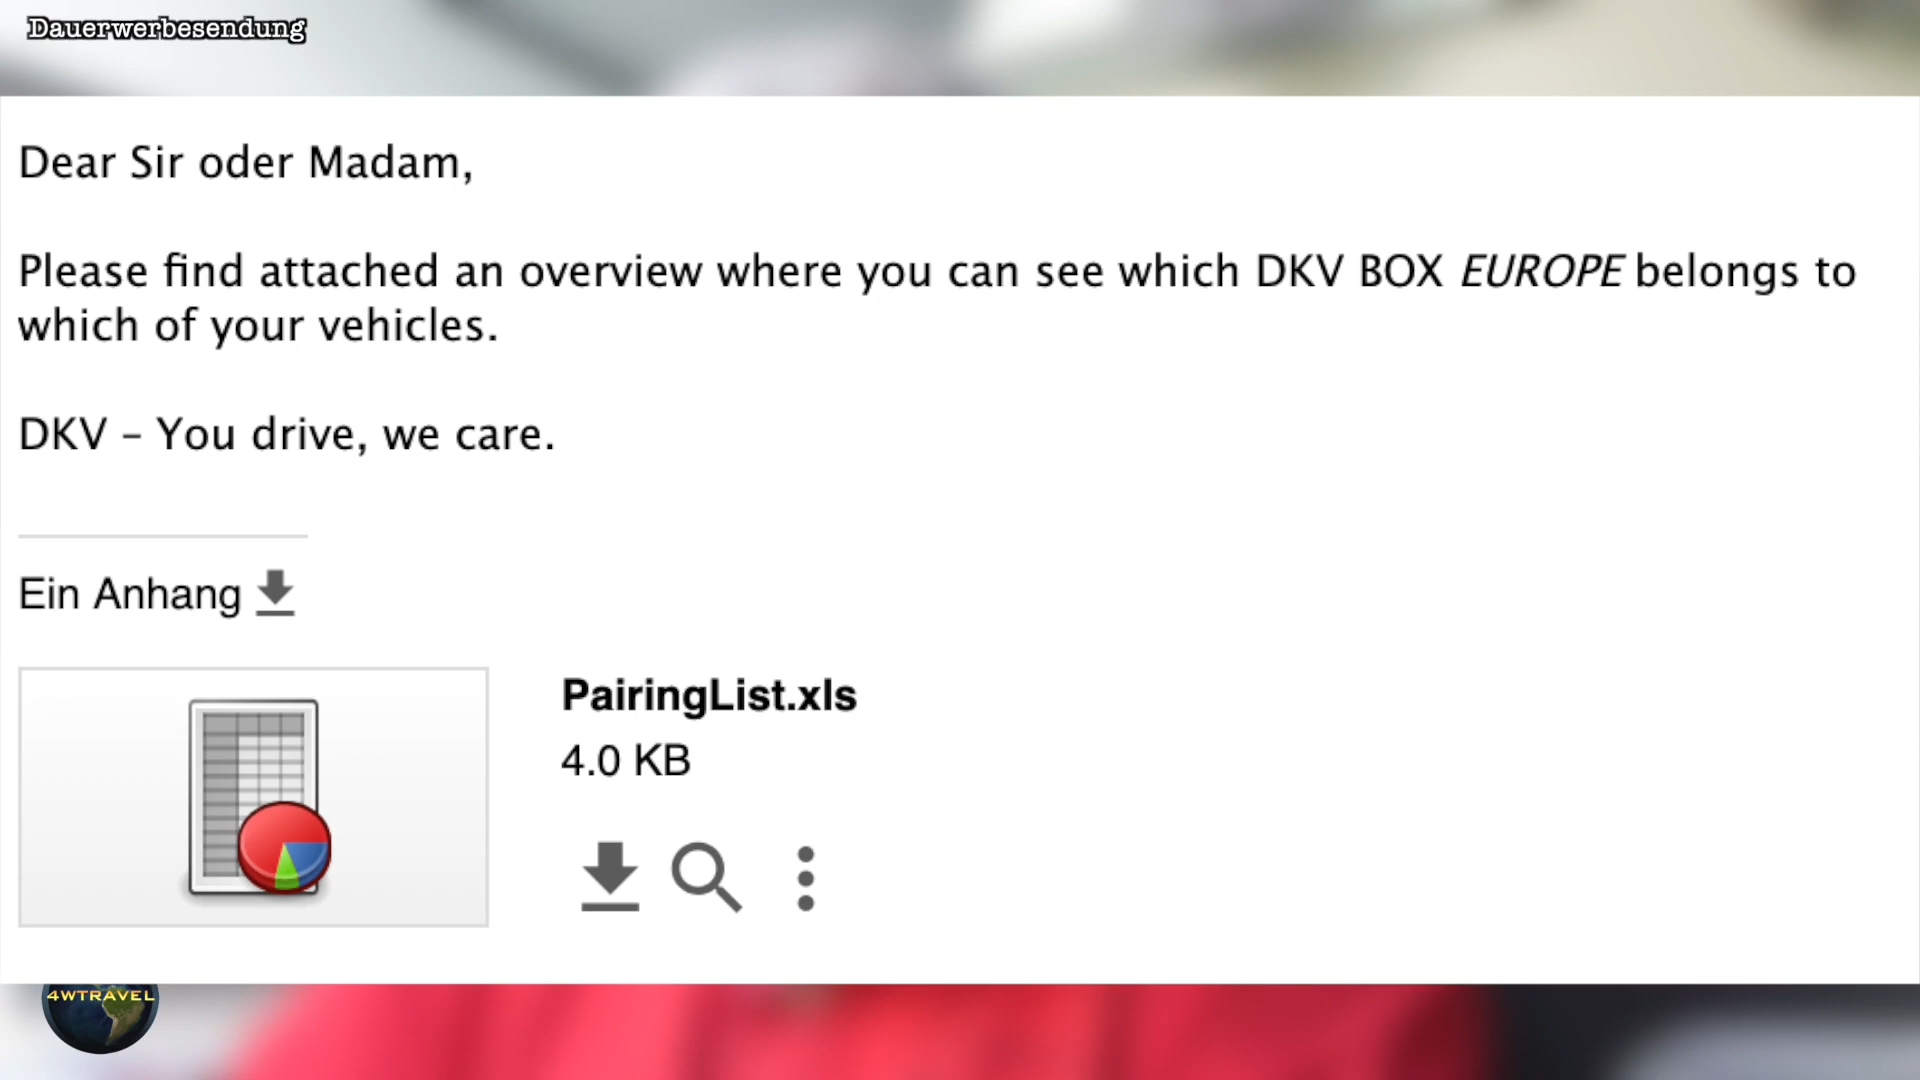 Dauerwerbesendung
Dear Sir oder Madam,
Please find attached an overview where you can see which DKV BOX EUROPE belongs to
which of your vehicles.
DKV – You drive, we care.
Ein Anhang
PairingList.xls
4.0 KB
4WTRAVEL